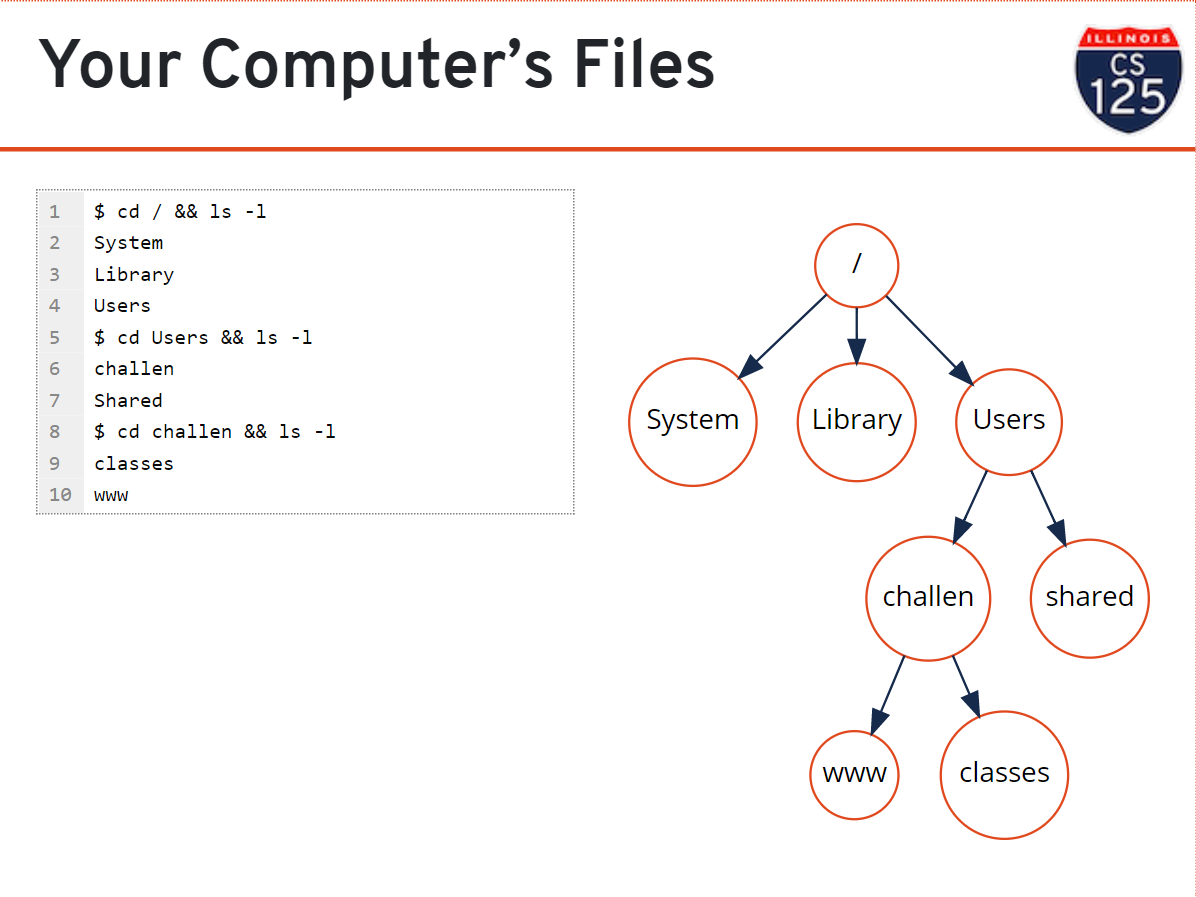 Your Computer’s Files
ILLINOIS
CS
125
1 $ cd / && ls -l
2 System
3 Library
4 Users
5 $ cd Users && ls -l
6 challen
7 Shared
8 $ cd challen && ls -l
9 classes
10 www
/
System Library Users
challen shared
www classes